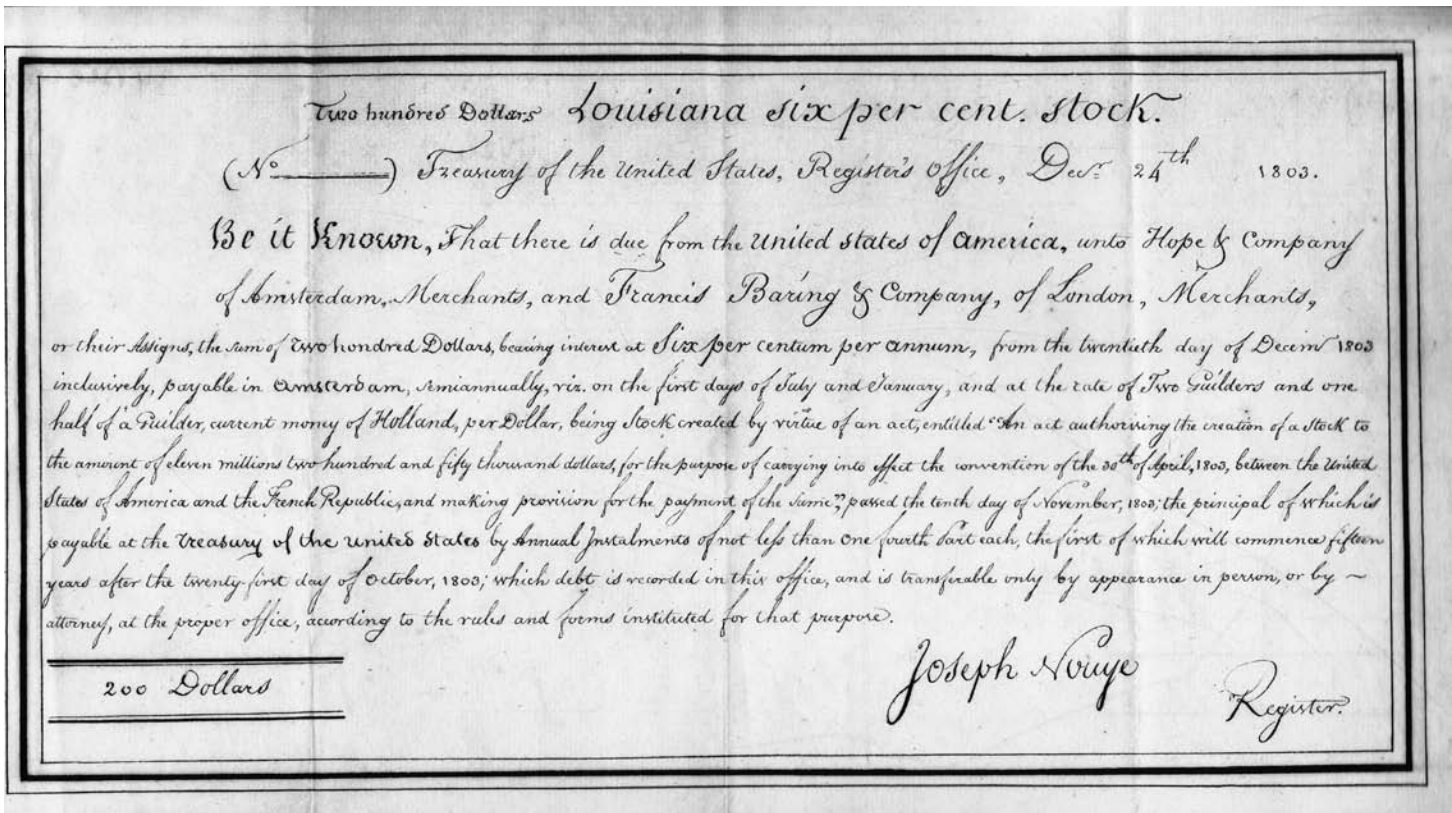 Two hundred Dollars Louisiana six per cent. stock.
(No ) Treasury of the United States, Register's Office, Decr. 24th 1803.
Be it Known, That there is due from the United States of America, unto Hope & Company
of Amsterdam, Merchants, and Francis Baring & Company, of London, Merchants,
or their Assigns, the sum of Two hondred Dollars, bearing interest at Six per centum per annum, from the twentieth day of Decemr 1803
inclusively, payable in Amsterdam, semiannually, viz. on the first days of July and January, and at the rate of Two Guilders and one
half of a Guilder, current money of Holland, per Dollar, being Stock created by virtue of an act, entitled "An act authorising the creation of a Stock to
the amount of eleven millions two hundred and fifty thousand dollars, for the purpose of carrying into effect the convention of the 30th of April, 1803, between the United
States of America and the French Republic, and making provision for the payment of the same", passed the tenth day of November, 1803; the principal of which is
payable at the Treasury of the United States by Annual Instalments of not less than One fourth Part each, the first of which will commence fifteen
years after the twenty-first day of October, 1803; which debt is recorded in this office, and is transferable only by appearance in person, or by ~
attorney, at the proper office, according to the rules and forms instituted for that purpose.
Joseph Nouye
200 Dollars
Register.